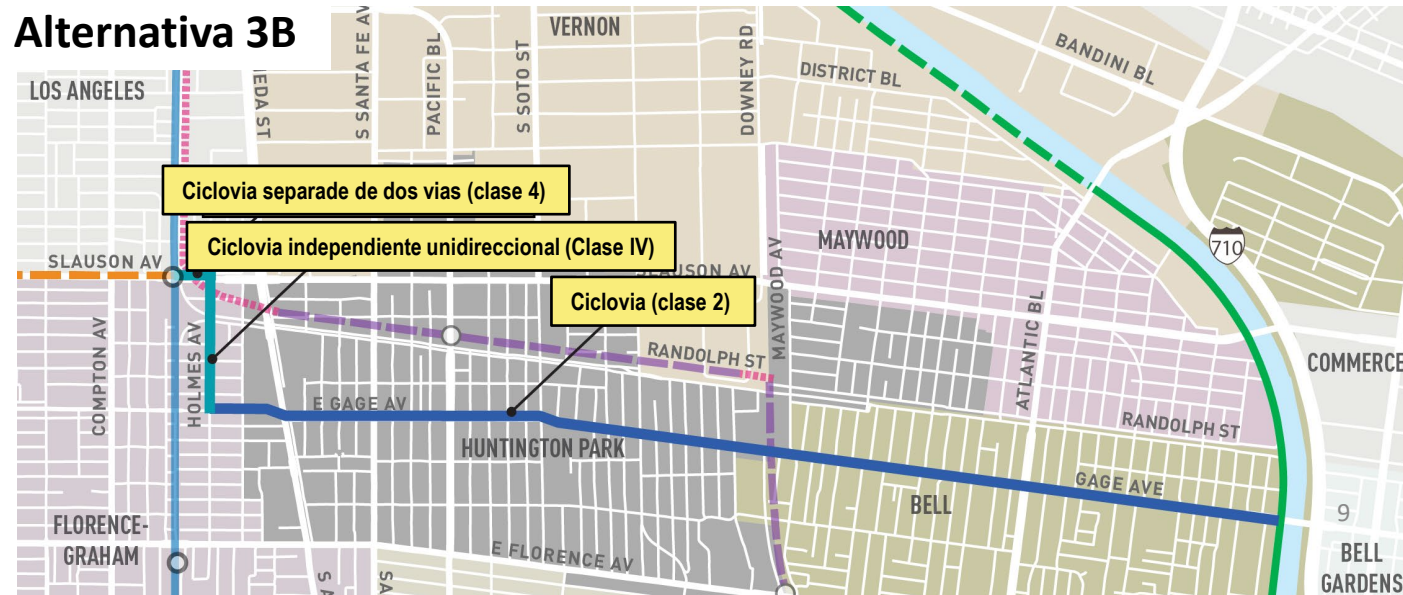 Alternativa 3B
VERNON
BANDINI BL
LOS ANGELES
S SANTA FE AV
PACIFIC BL
S SOTO ST
DOWNEY RD
DISTRICT BL
EDA ST
Ciclovia separade de dos vias (clase 4)
Ciclovia independiente unidireccional (Clase IV)
Ciclovia (clase 2)
SLAUSON AV
SLAUSON AV
MAYWOOD
MAYWOOD AV
710
ATLANTIC BL
COMMERCE
COMPTON AV
HOLMES AV
RANDOLPH ST
RANDOLPH ST
E GAGE AV
HUNTINGTON PARK
GAGE AVE
BELL
9
FLORENCE-
GRAHAM
E FLORENCE AV
BELL
GARDENS
S A
SA